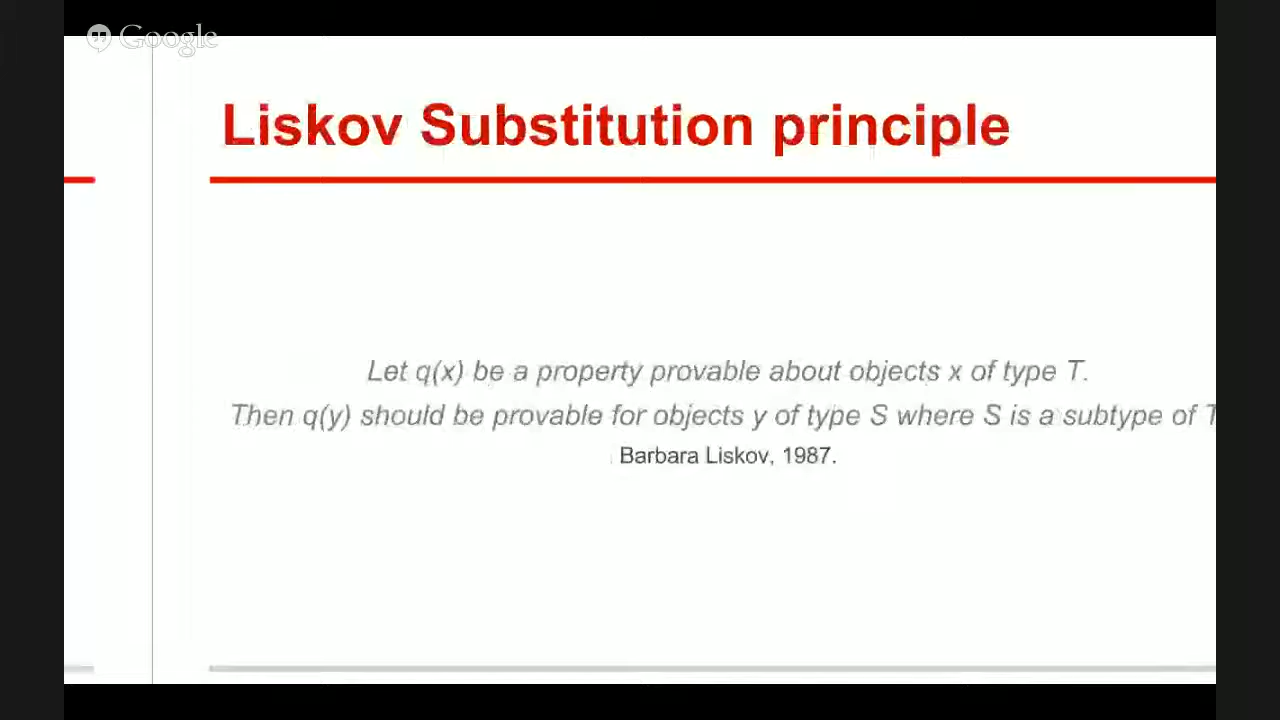 Google
Liskov Substitution principle
Let q(x) be a property provable about objects x of type T.
Then q(y) should be provable for objects y of type S where S is a subtype of T
Barbara Liskov, 1987.